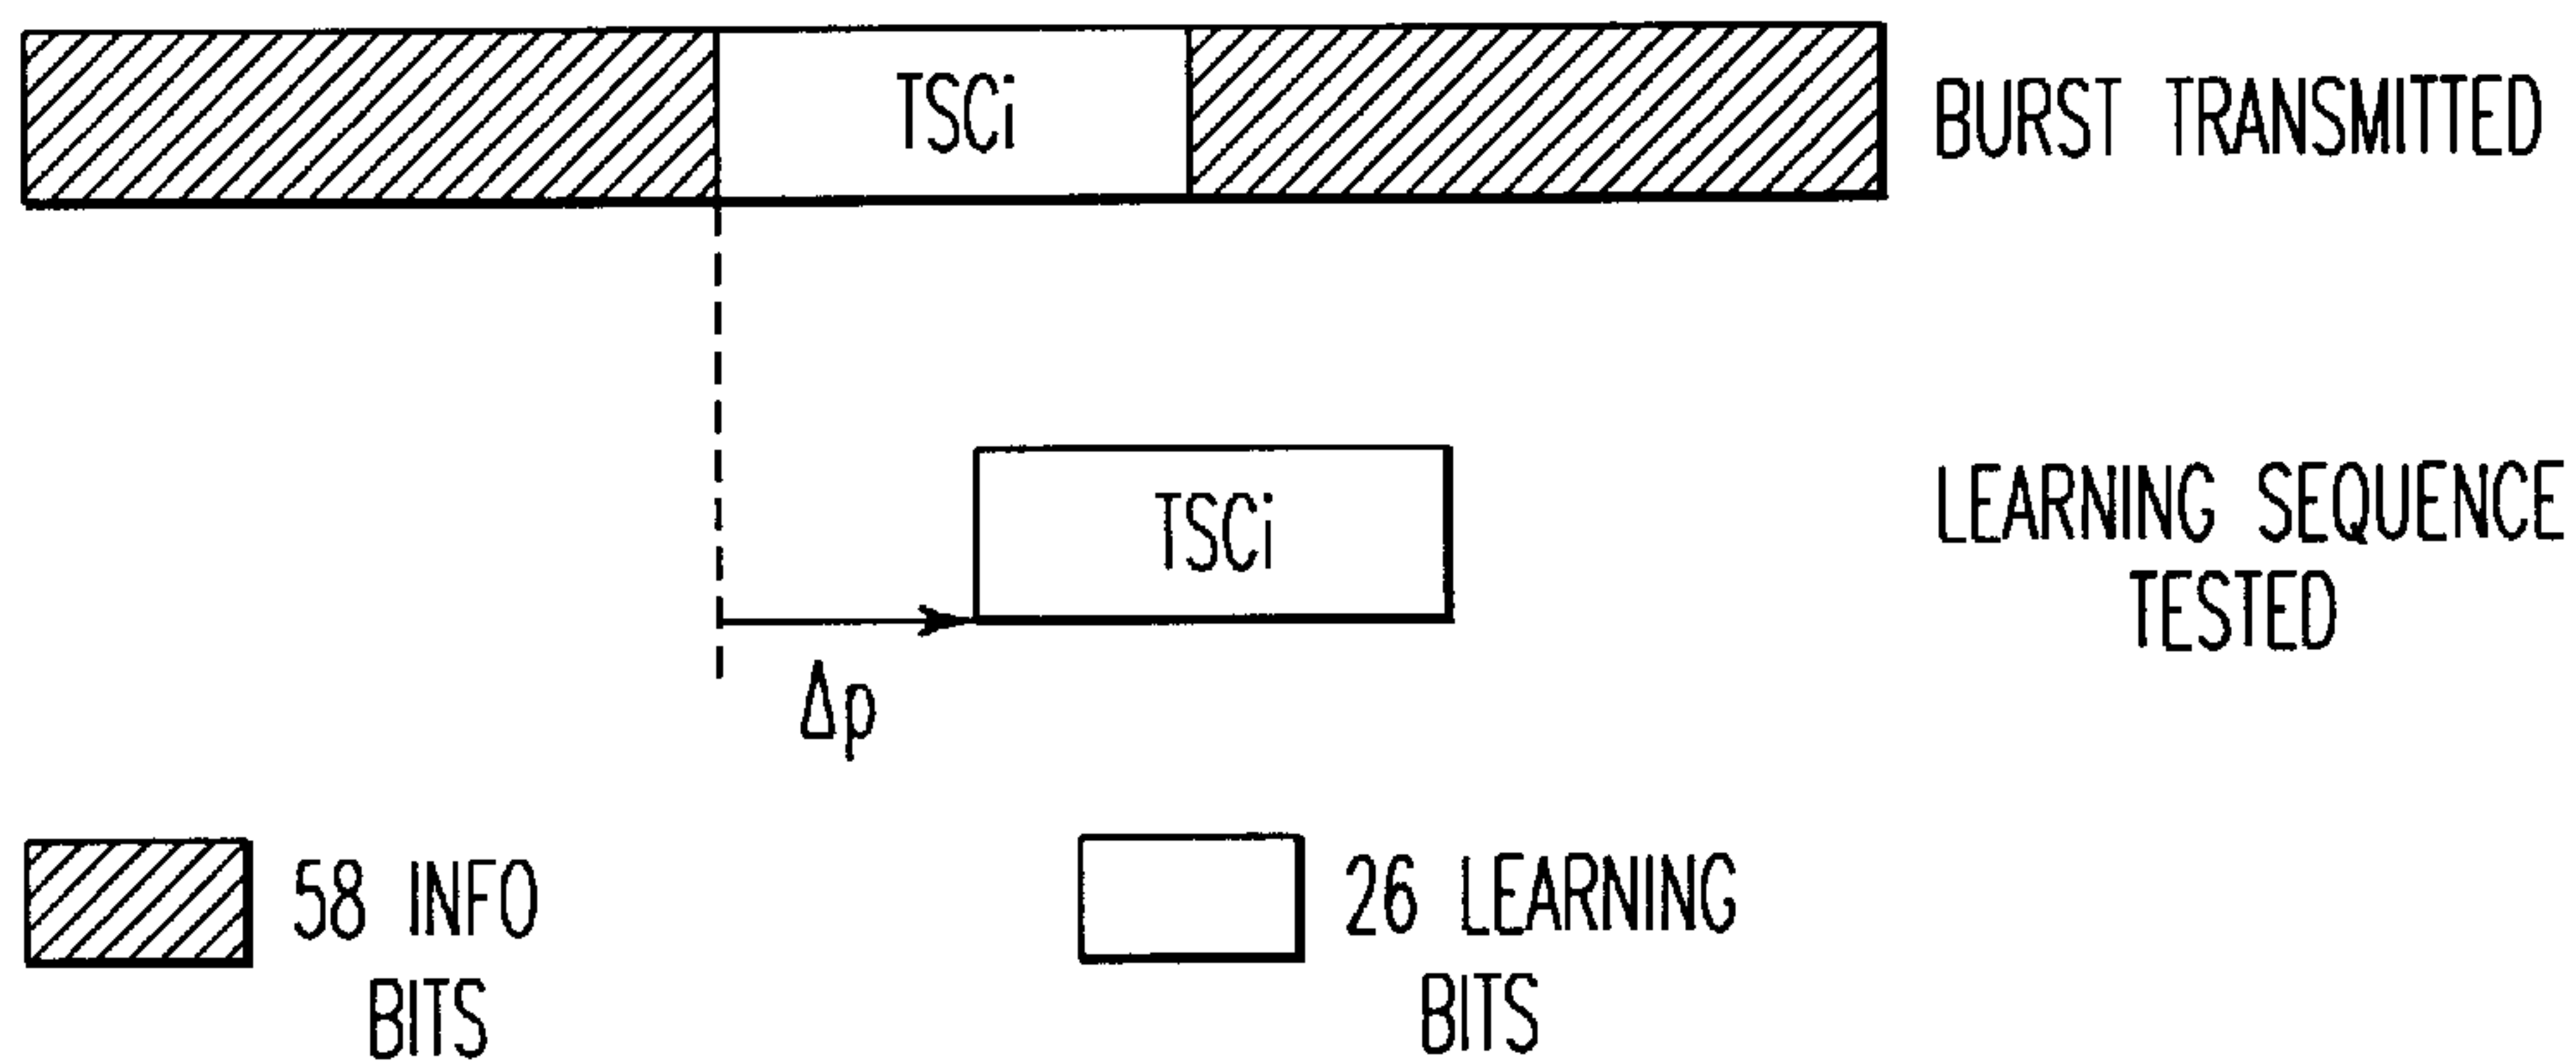 TSCi
BURST TRANSMITTED
TSCi
LEARNING SEQUENCE
TESTED
Δp
58 INFO
BITS
26 LEARNING
BITS